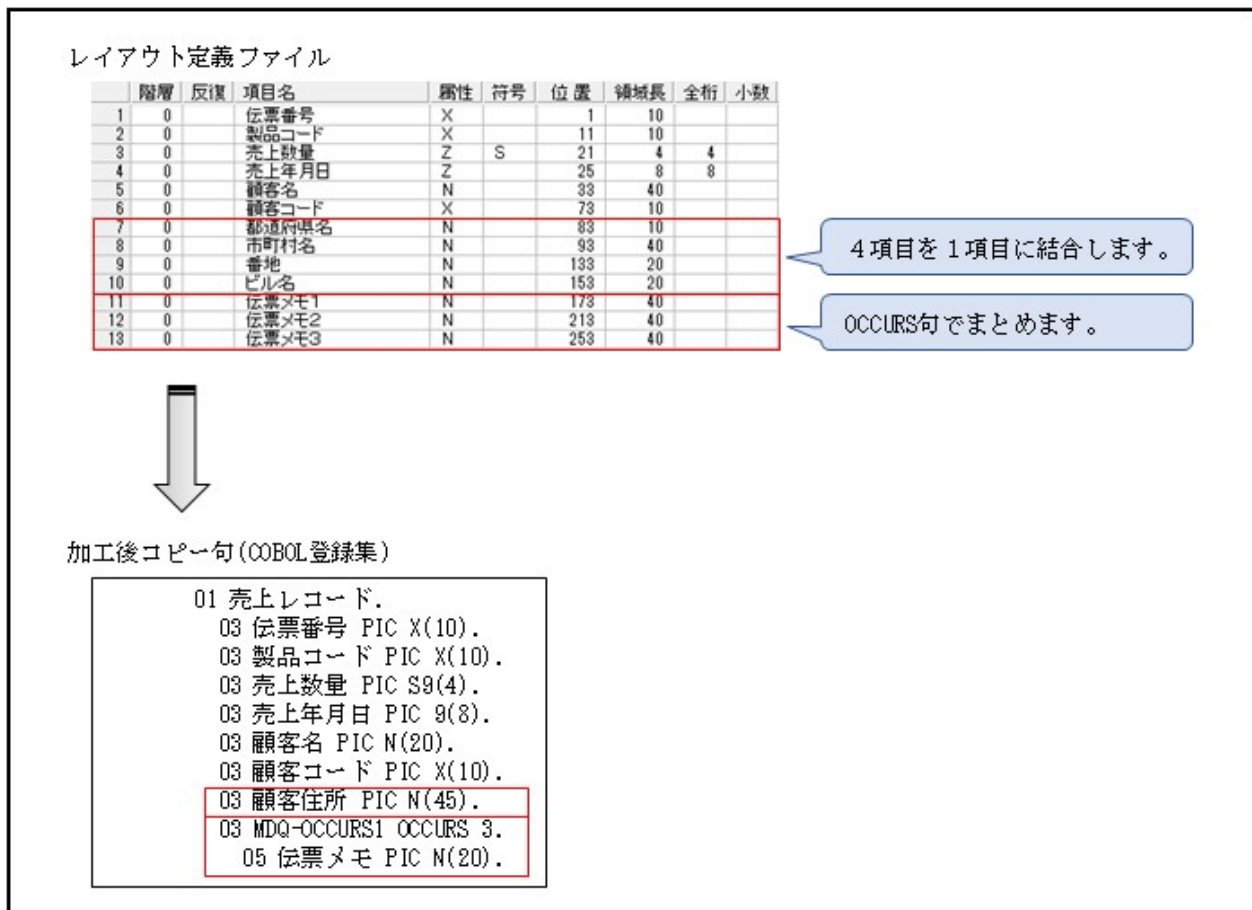 レイアウト定義ファイル
階層 反復 項目名 属性 符号 位置 領域長 全桁 小数
1 0 伝票番号 X 1 10
2 0 製品コード X 11 10
3 0 売上数量 Z S 21 4 4
4 0 売上年月日 Z 25 8 8
5 0 顧客名 N 33 40
6 0 顧客コード X 73 10
7 0 都道府県名 N 83 10
8 0 市町村名 N 93 40
9 0 番地 N 133 20
10 0 ビル名 N 153 20
11 0 伝票メモ1 N 173 40
12 0 伝票メモ2 N 213 40
13 0 伝票メモ3 N 253 40
4項目を1項目に結合します。
OCCURS句でまとめます。
加工後コピー句(COBOL登録集)
01 売上レコード.
03 伝票番号 PIC X(10).
03 製品コード PIC X(10).
03 売上数量 PIC S9(4).
03 売上年月日 PIC 9(8).
03 顧客名 PIC N(20).
03 顧客コード PIC X(10).
03 顧客住所 PIC N(45).
03 MDQ-OCCURS1 OCCURS 3.
05 伝票メモ PIC N(20).